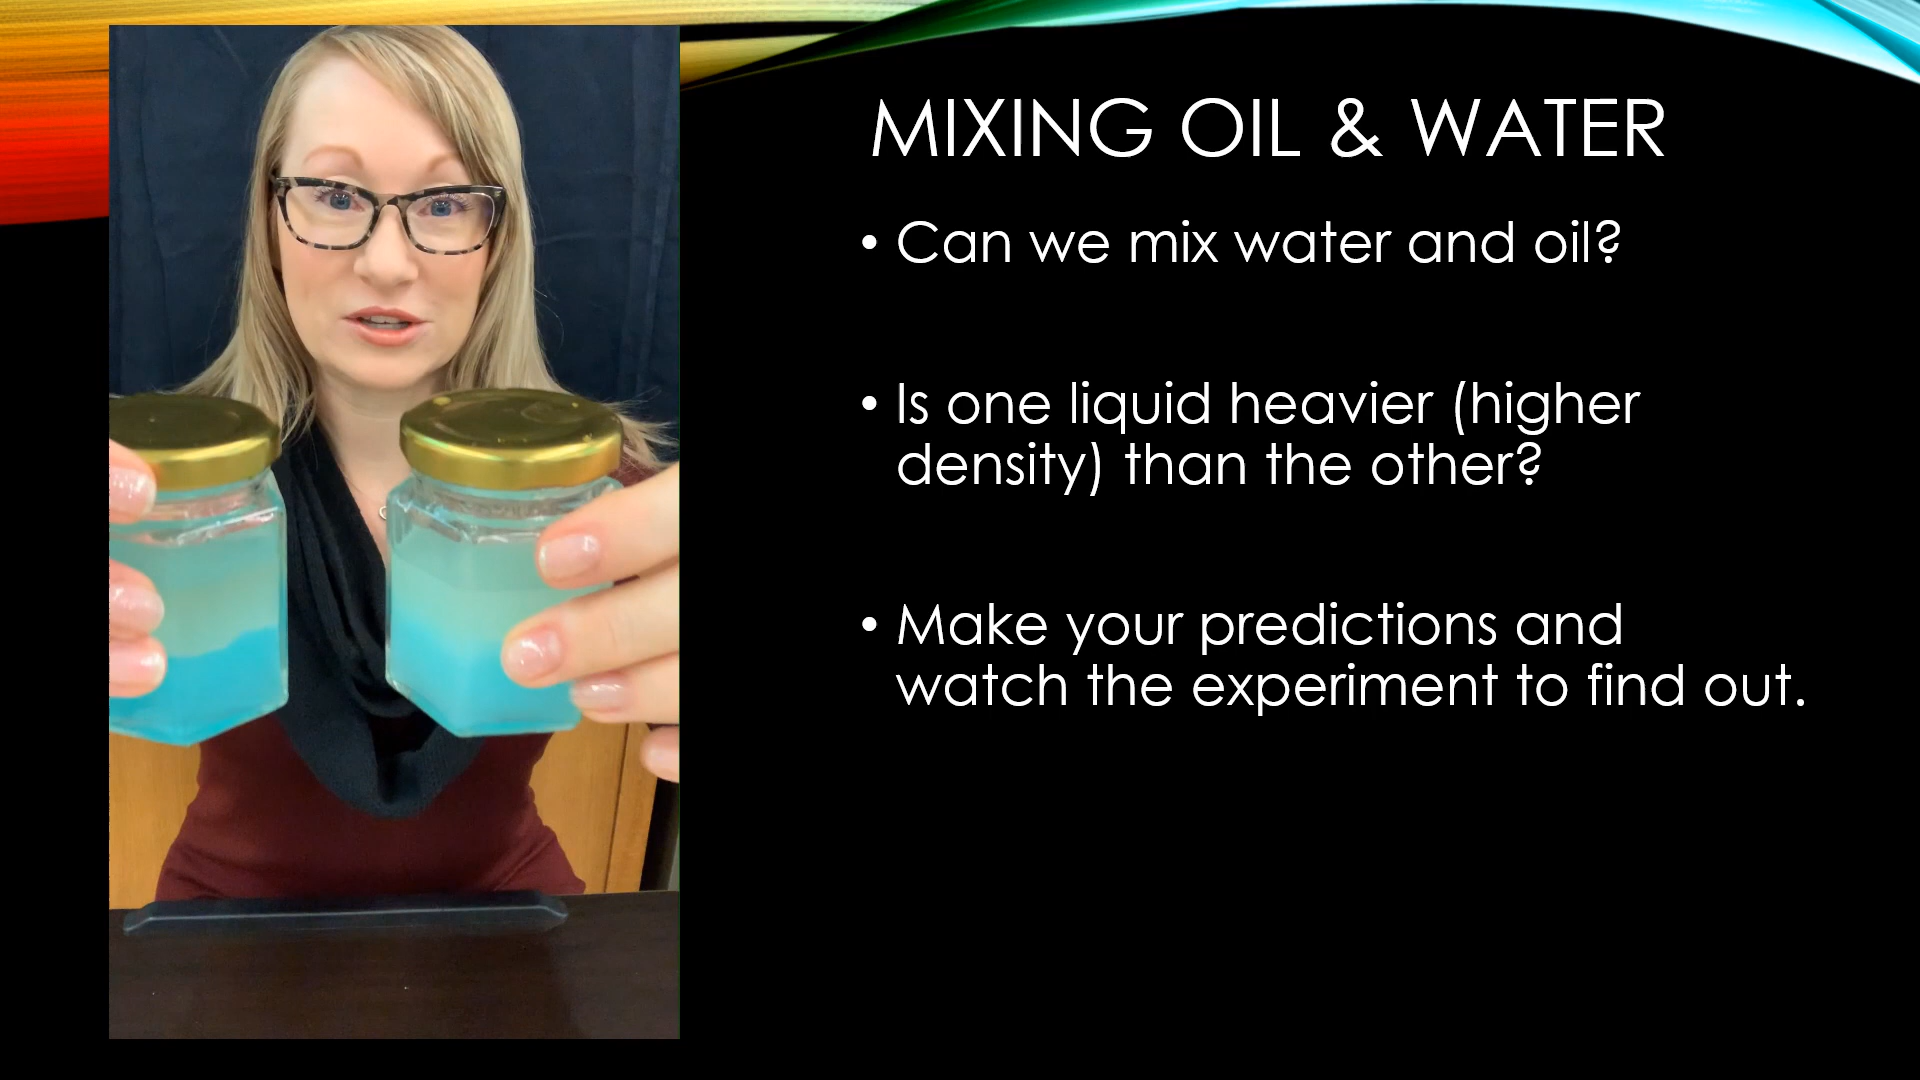 MIXING OIL & WATER
• Can we mix water and oil?
• Is one liquid heavier (higher
density) than the other?
• Make your predictions and
watch the experiment to find out.